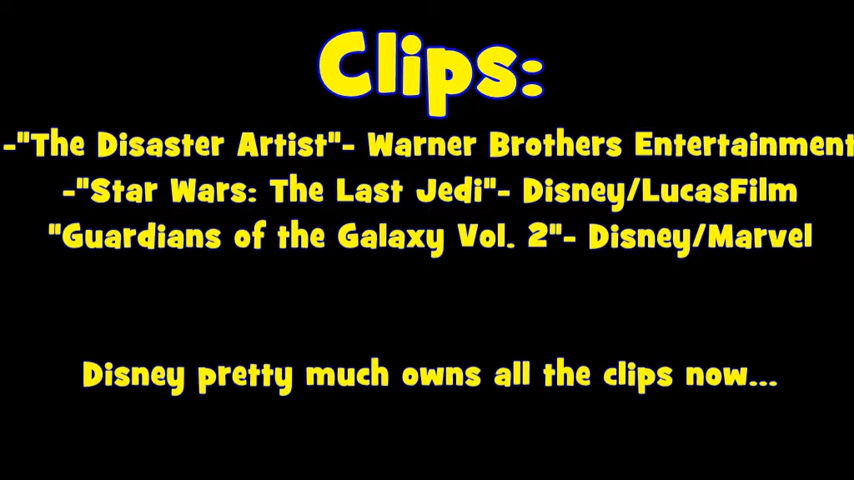 Clips:
-"The Disaster Artist"- Warner Brothers Entertainment
-"Star Wars: The Last Jedi"- Disney/LucasFilm
"Guardians of the Galaxy Vol. 2"- Disney/Marvel
Disney pretty much owns all the clips now...